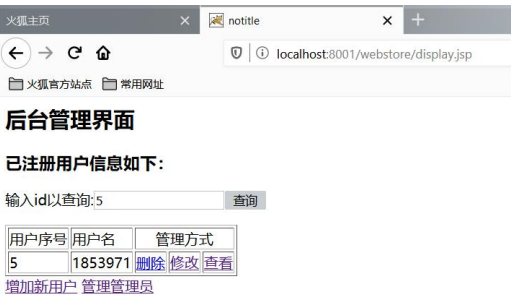 火狐主页 notitle
localhost:8001/webstore/display.jsp
火狐官方站点 常用网址
后台管理界面
已注册用户信息如下：
输入id以查询:5 查询
用户序号 用户名 管理方式
5 1853971 删除 修改 查看
增加新用户 管理管理员